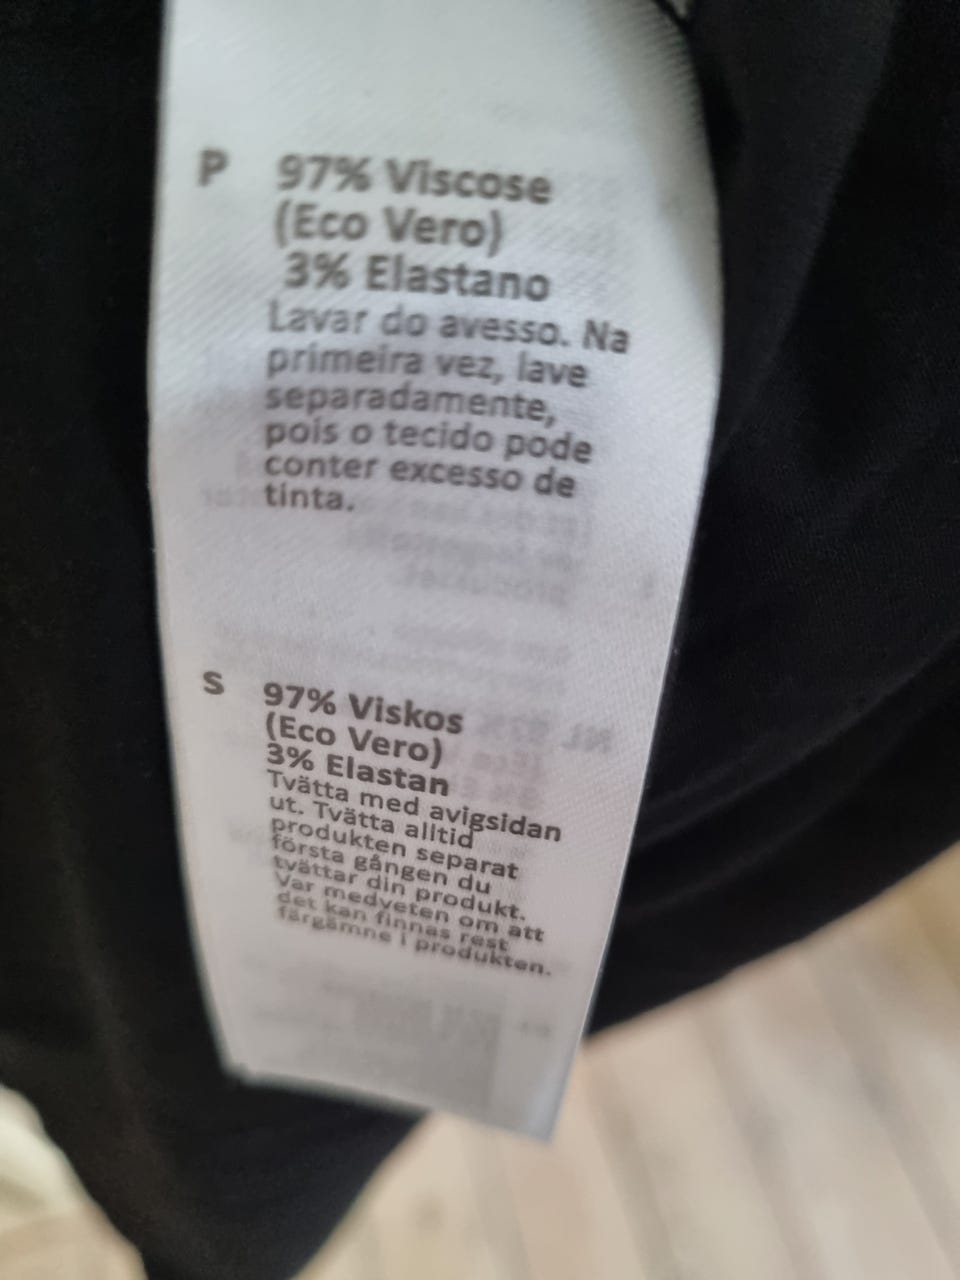 P 97% Viscose
(Eco Vero)
3% Elastano
Lavar do avesso. Na
primeira vez, lave
separadamente,
pois o tecido pode
conter excesso de
tinta.
S 97% Viskos
(Eco Vero)
3% Elastan
Tvätta med avigsidan
ut. Tvätta alltid
produkten separat
första gången du
tvättar din produkt.
Var medveten om att
det kan finnas rest
färgämne i produkten.